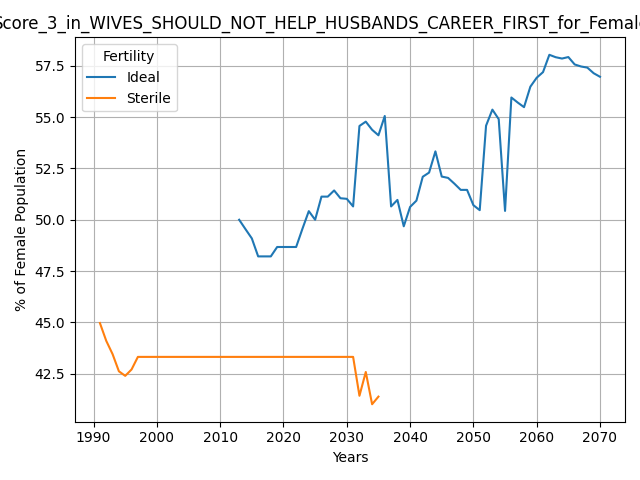 Score_3_in_WIVES_SHOULD_NOT_HELP_HUSBANDS_CAREER_FIRST_for_Female
Fertility
Ideal
Sterile
% of Female Population
57.5
55.0
52.5
50.0
47.5
45.0
42.5
1990 2000 2010 2020 2030 2040 2050 2060 2070
Years